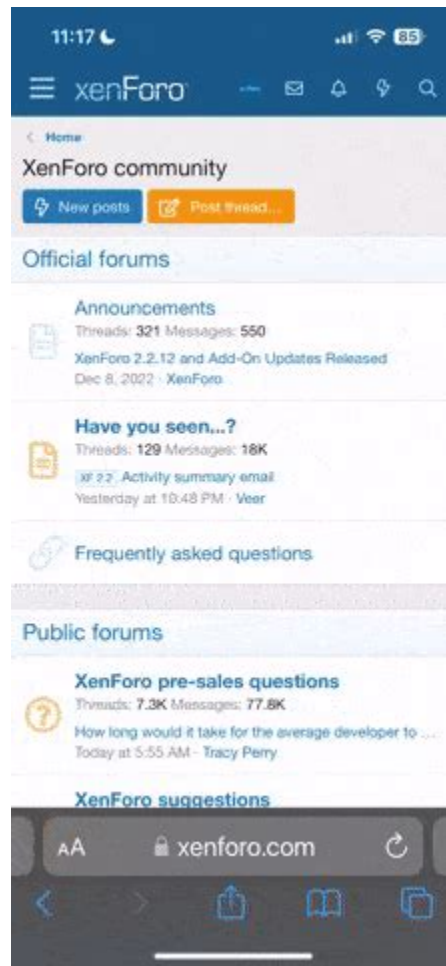 11:17
85
xenForo
Home
XenForo community
New posts
Post thread...
Official forums
Announcements
Threads: 321 Messages: 550
XenForo 2.2.12 and Add-On Updates Released
Dec 8, 2022 · XenForo
Have you seen...?
Threads: 129 Messages: 18K
XF 2.2 Activity summary email
Yesterday at 10:48 PM · Veer
Frequently asked questions
Public forums
XenForo pre-sales questions
Threads: 7.3K Messages: 77.8K
How long would it take for the average developer to ...
Today at 5:55 AM · Tracy Perry
XenForo suggestions
AA
xenforo.com